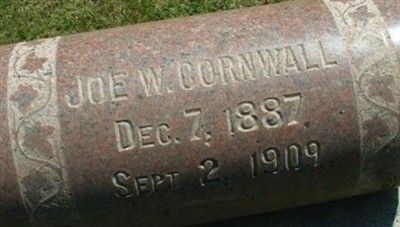 JOE W. CORNWALL
DEC. 7, 1887.
SEPT 2, 1909